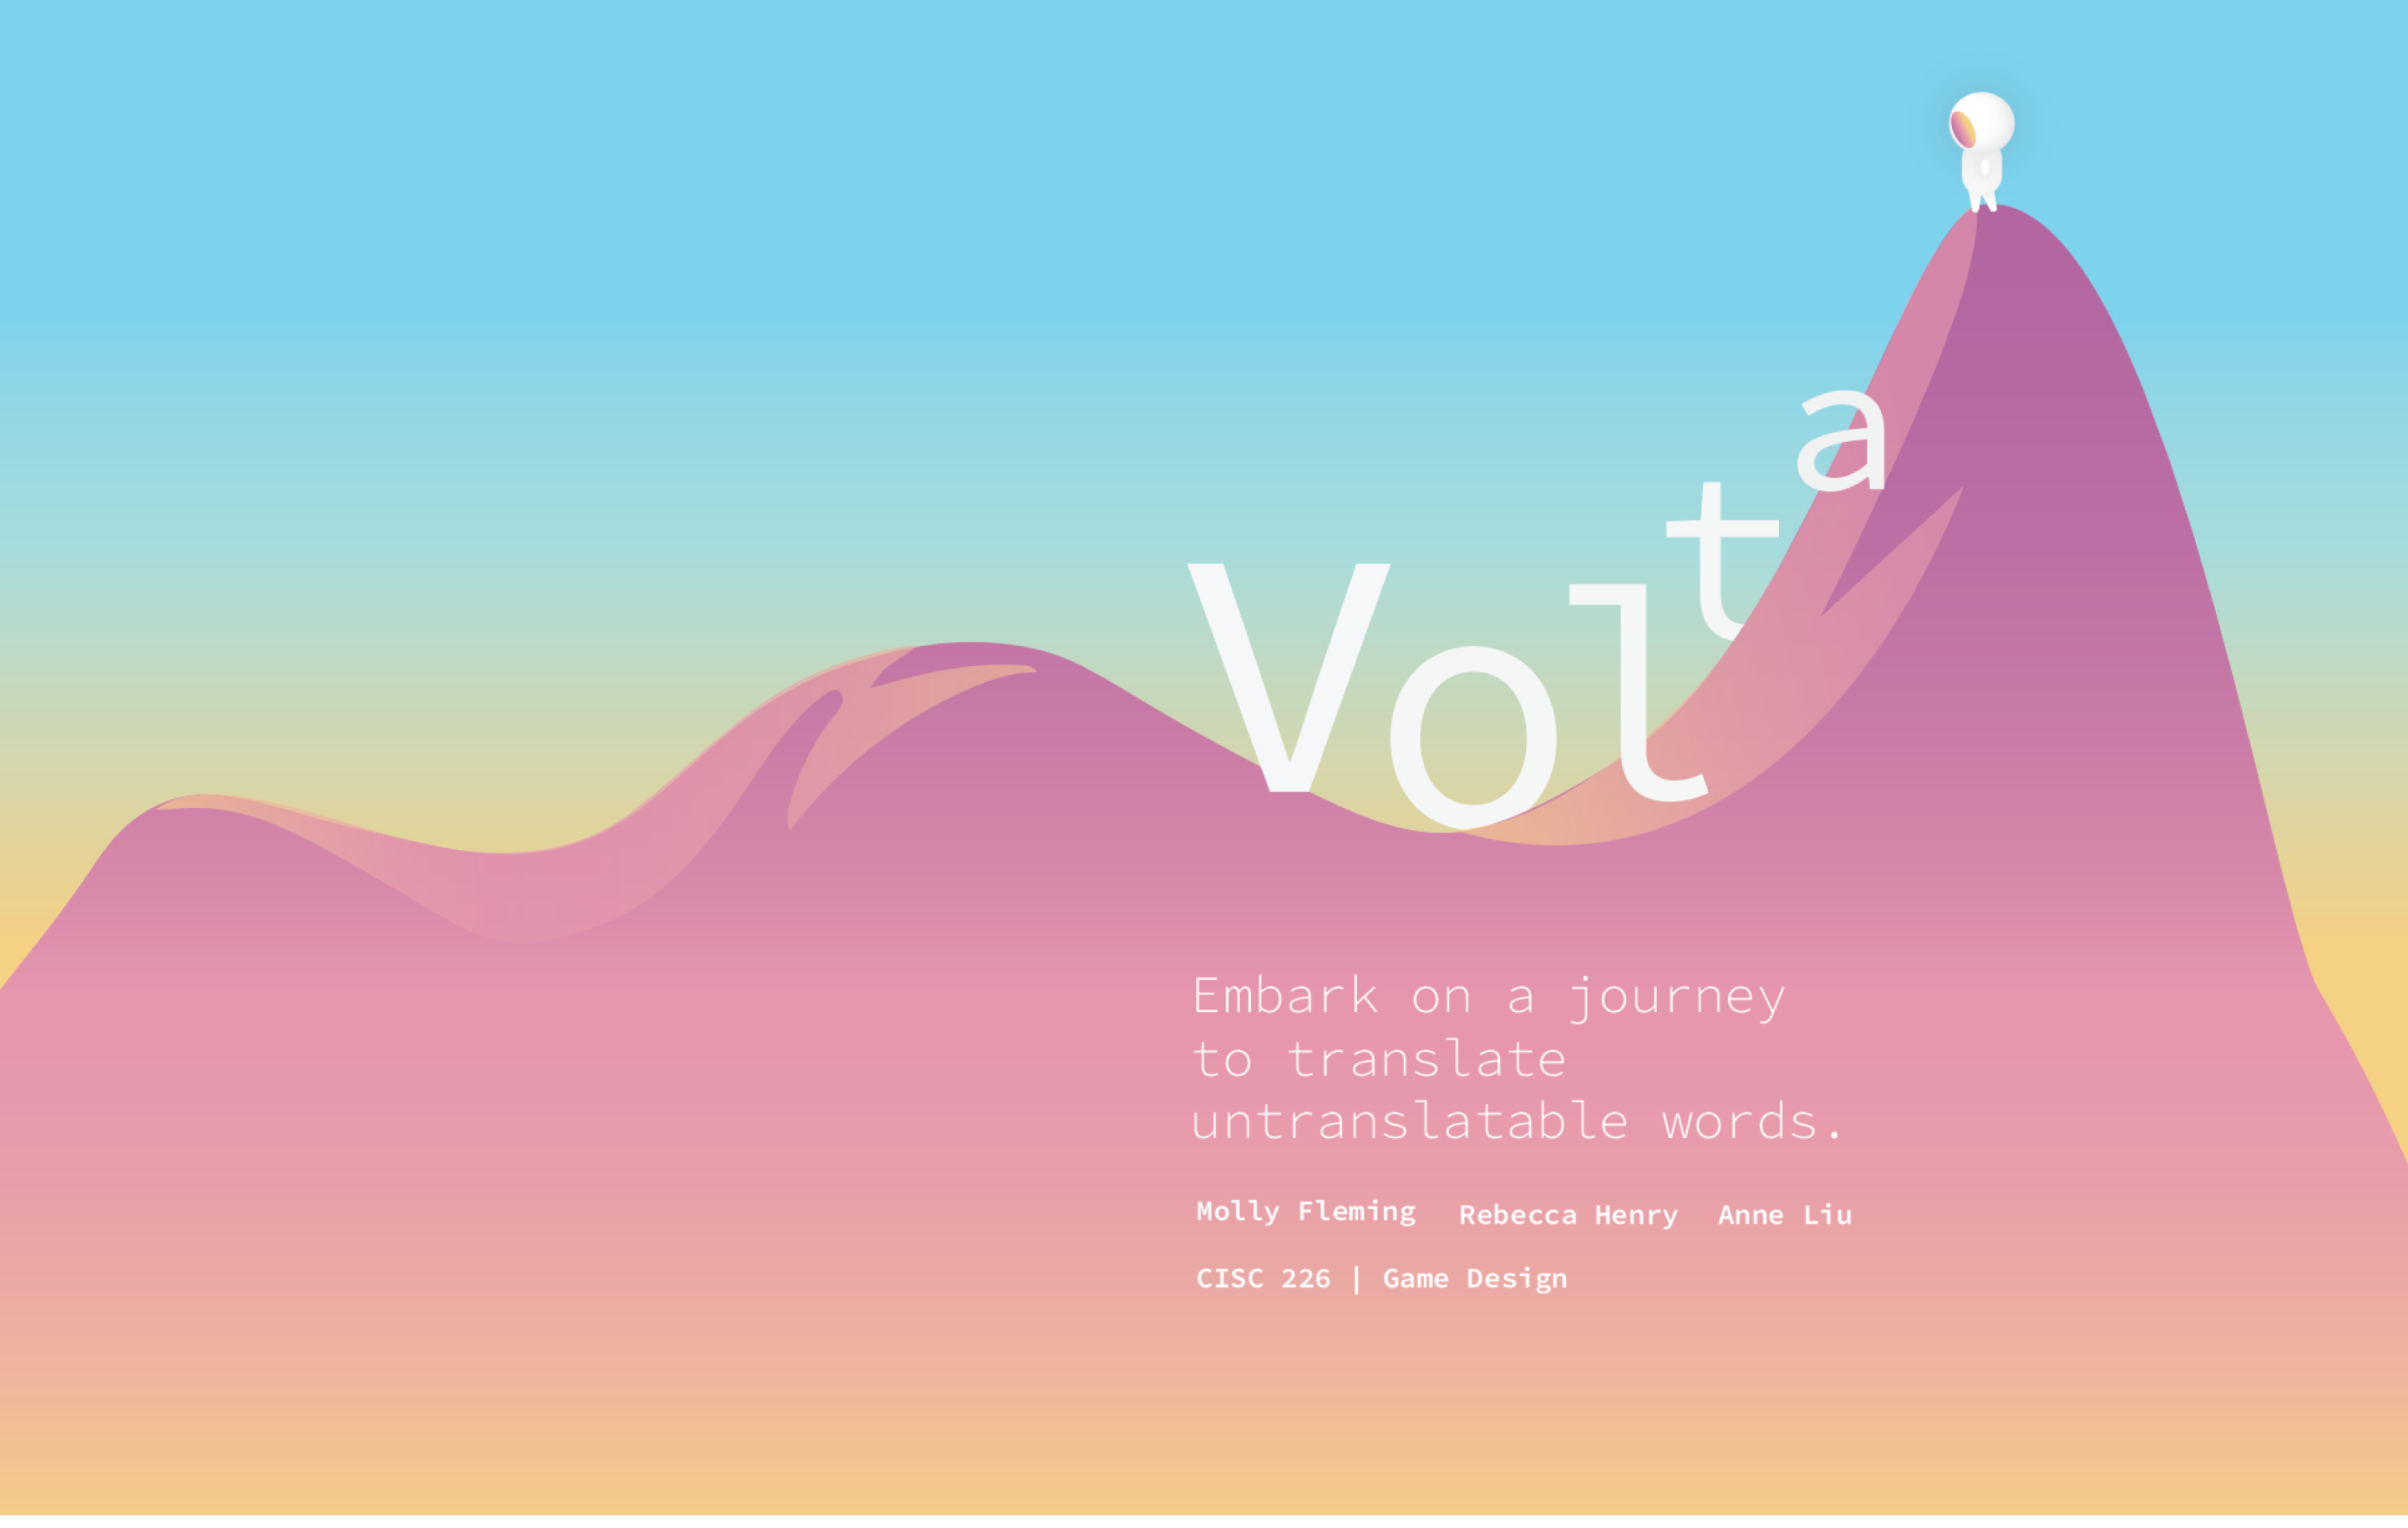 Volta
Embark on a journey
to translate
untranslatable words.
Molly Fleming Rebecca Henry Anne Liu
CISC 226 | Game Design